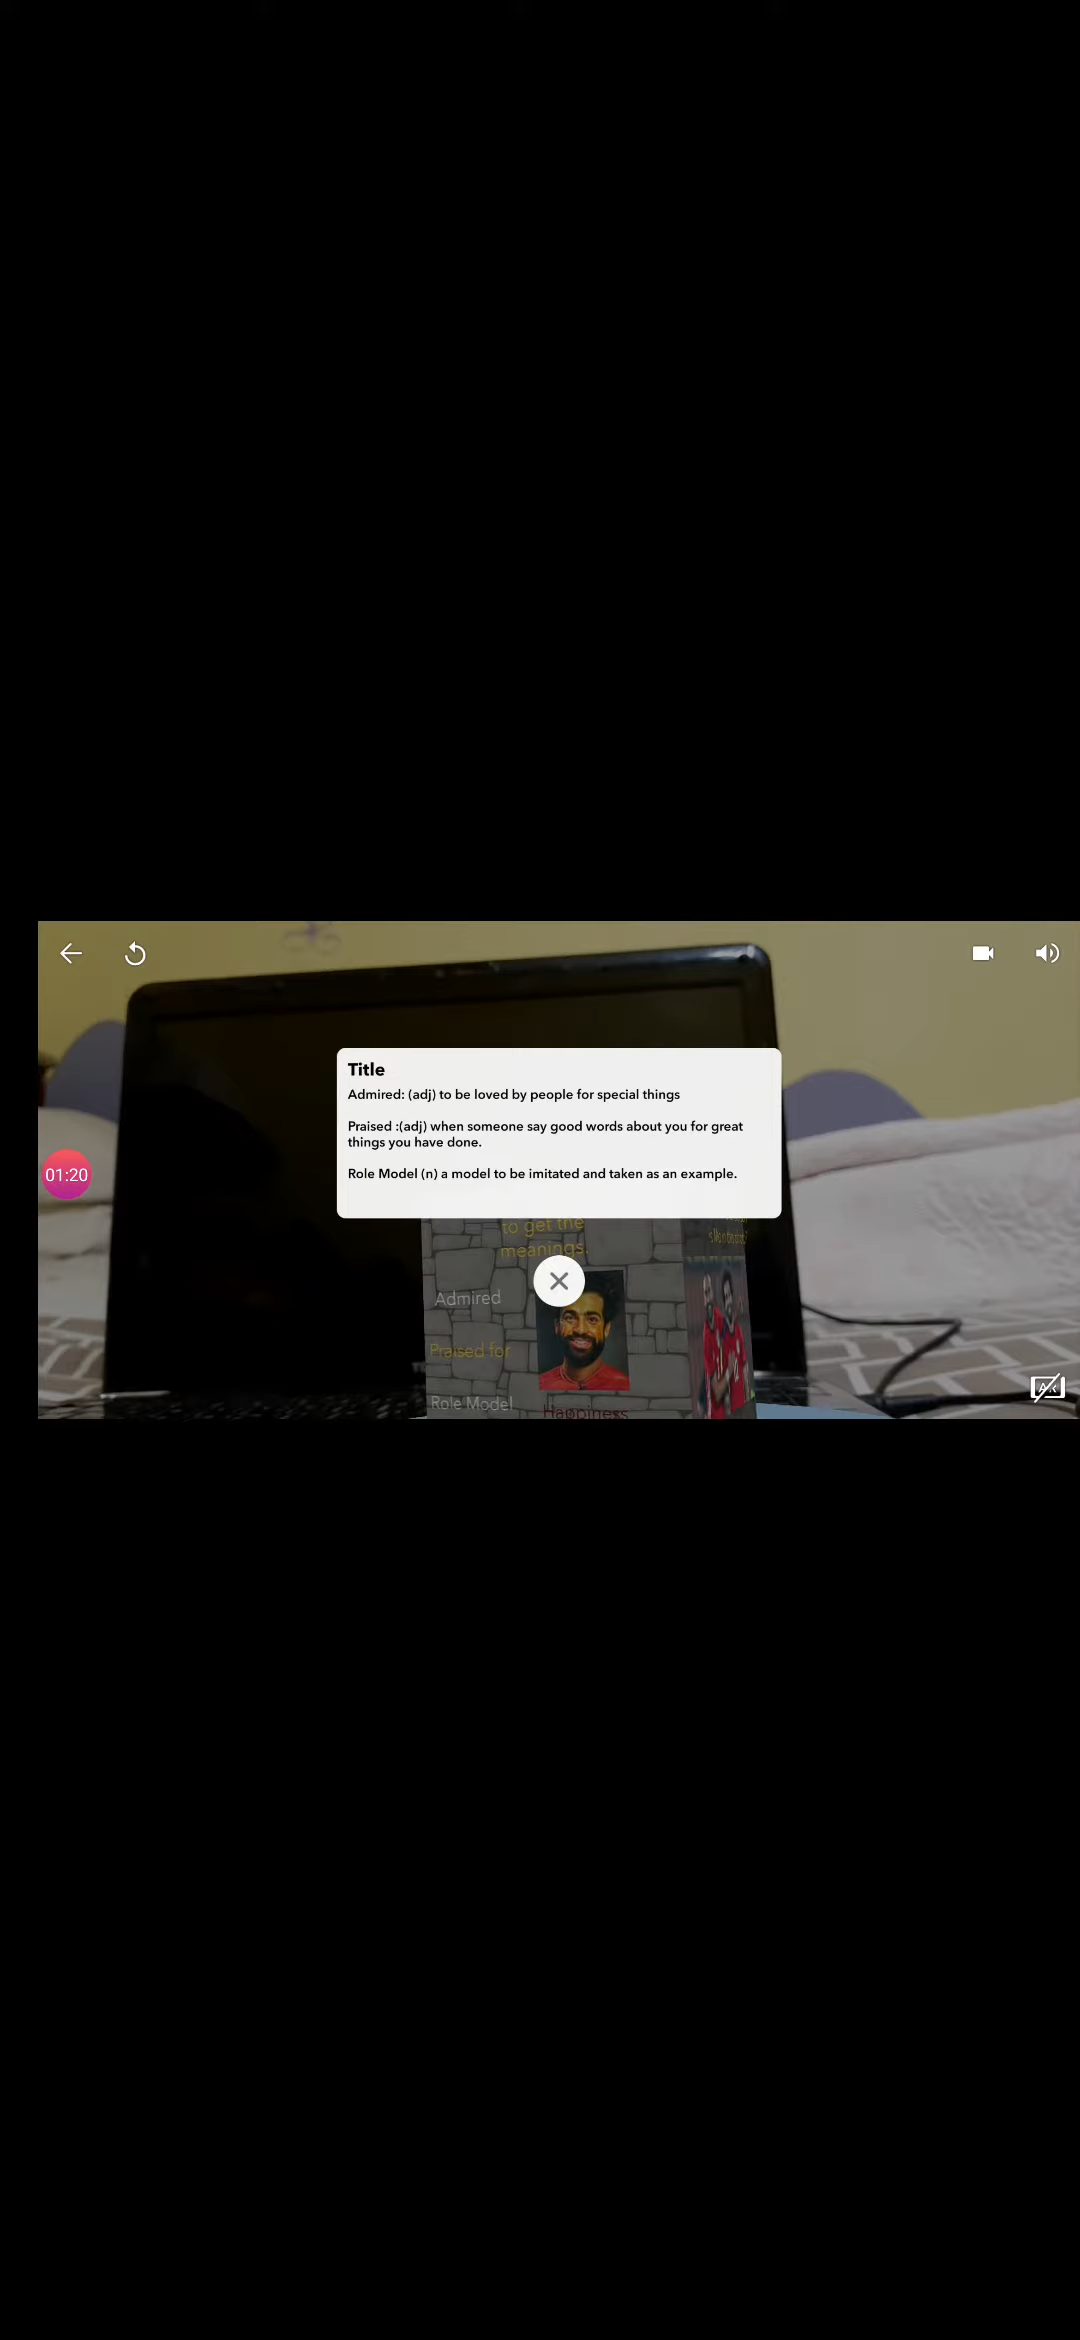 Title
Admired: (adj) to be loved by people for special things
Praised :(adj) when someone say good words about you for great
things you have done.
Role Model (n) a model to be imitated and taken as an example.
01:20
to get the
meanings.
Admired
Praised for
Role Model
Happiness